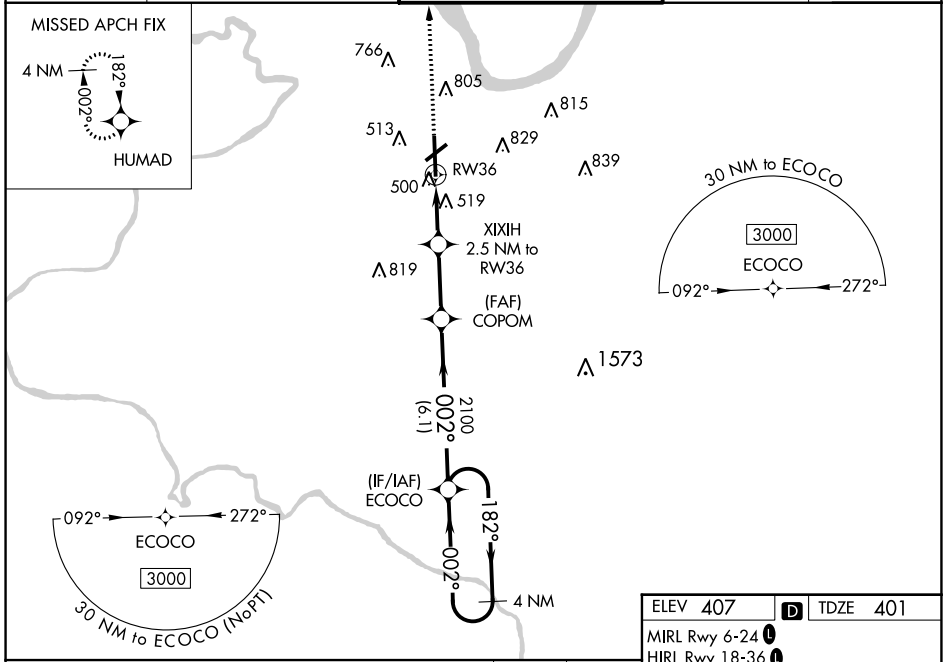 MISSED APCH FIX
4 NM
182°
002°
HUMAD
766
805
815
513
829
839
RW36
500
519
XIXIH
2.5 NM to
RW36
819
(FAF)
COPOM
30 NM to ECOCO
3000
ECOCO
092°
272°
1573
2100
002°
(6.1)
(IF/IAF)
ECOCO
182°
002°
4 NM
092°
272°
ECOCO
3000
30 NM to ECOCO (NoPT)
ELEV 407 D TDZE 401
MIRL Rwy 6-24 L
HIRL Rwy 18-36 L